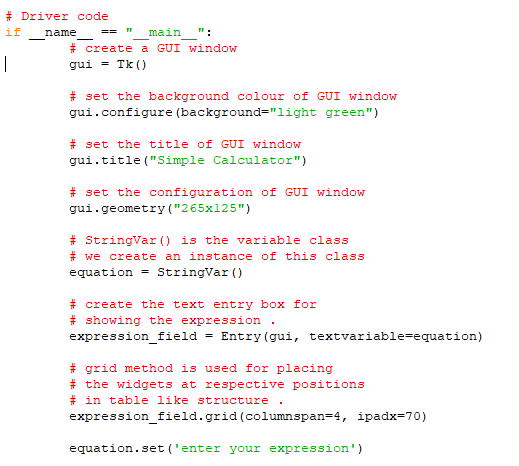 # Driver code
if __name__ == "__main__":
        # create a GUI window
        gui = Tk()

        # set the background colour of GUI window
        gui.configure(background="light green")

        # set the title of GUI window
        gui.title("Simple Calculator")

        # set the configuration of GUI window
        gui.geometry("265x125")

        # StringVar() is the variable class
        # we create an instance of this class
        equation = StringVar()

        # create the text entry box for
        # showing the expression .
        expression_field = Entry(gui, textvariable=equation)

        # grid method is used for placing
        # the widgets at respective positions
        # in table like structure .
        expression_field.grid(columnspan=4, ipadx=70)

        equation.set('enter your expression')